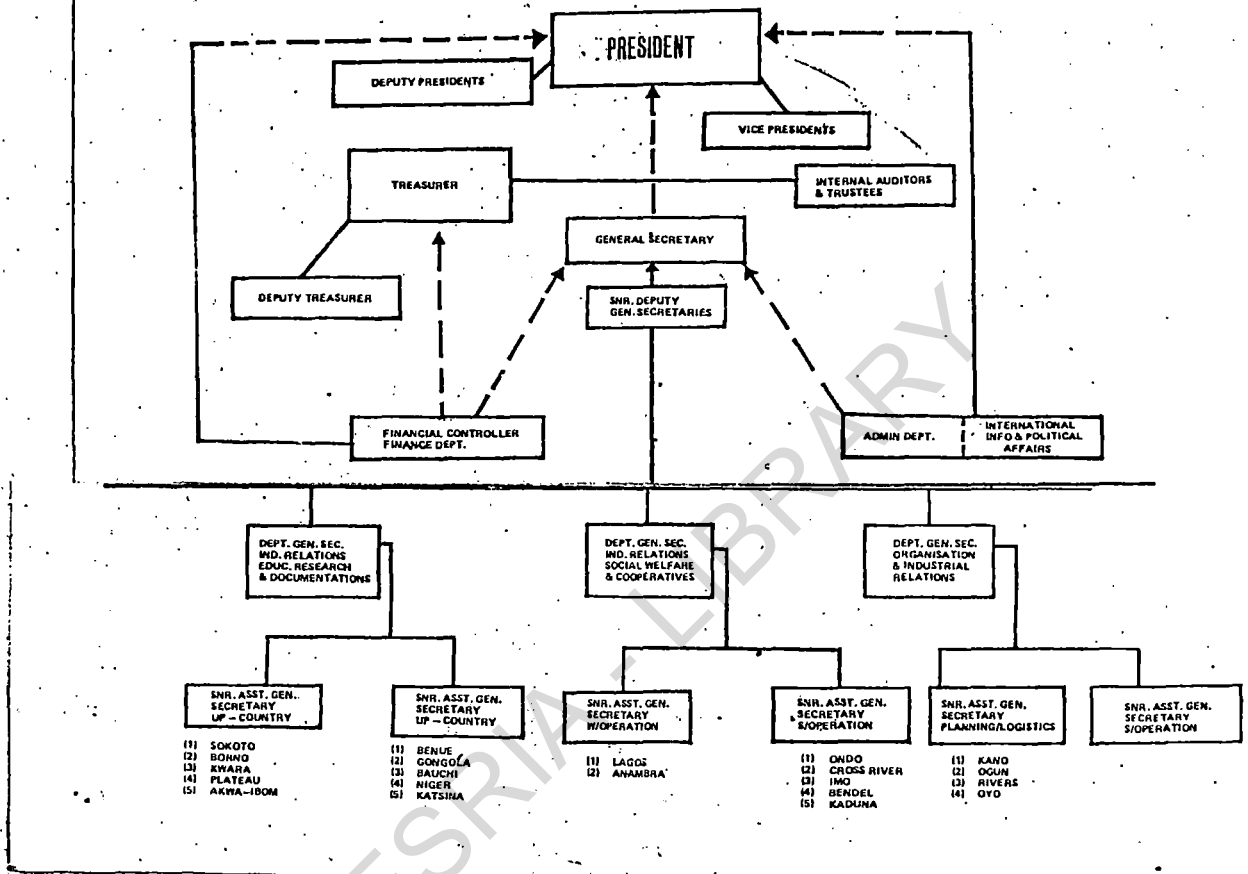 PRESIDENT
DEPUTY PRESIDENTS
VICE PRESIDENTS
TREASURER
INTERNAL AUDITORS
& TRUSTEES
GENERAL SECRETARY
DEPUTY TREASURER
SNR. DEPUTY
GEN. SECRETARIES
FINANCIAL CONTROLLER
FINANCE DEPT.
ADMIN DEPT.
INTERNATIONAL
INFO & POLITICAL
AFFAIRS
DEPT. GEN. SEC.
IND. RELATIONS
EDUC. RESEARCH
& DOCUMENTATIONS
DEPT. GEN. SEC.
IND. RELATIONS
SOCIAL WELFARE
& COOPERATIVES
DEPT. GEN. SEC.
ORGANISATION
& INDUSTRIAL
RELATIONS
SNR. ASST. GEN.
SECRETARY
UP – COUNTRY
(1) SOKOTO
(2) BORNO
(3) KWARA
(4) PLATEAU
(5) AKWA–IBOM
SNR. ASST. GEN.
SECRETARY
UP – COUNTRY
(1) BENUE
(2) GONGOLA
(3) BAUCHI
(4) NIGER
(5) KATSINA
SNR. ASST. GEN.
SECRETARY
W/OPERATION
(1) LAGOS
(2) ANAMBRA
SNR. ASST. GEN.
SECRETARY
S/OPERATION
(1) ONDO
(2) CROSS RIVER
(3) IMO
(4) BENDEL
(5) KADUNA
SNR. ASST. GEN.
SECRETARY
PLANNING/LOGISTICS
(1) KANO
(2) OGUN
(3) RIVERS
(4) OYO
SNR. ASST. GEN.
SECRETARY
S/OPERATION
ESRIA - LIBRARY